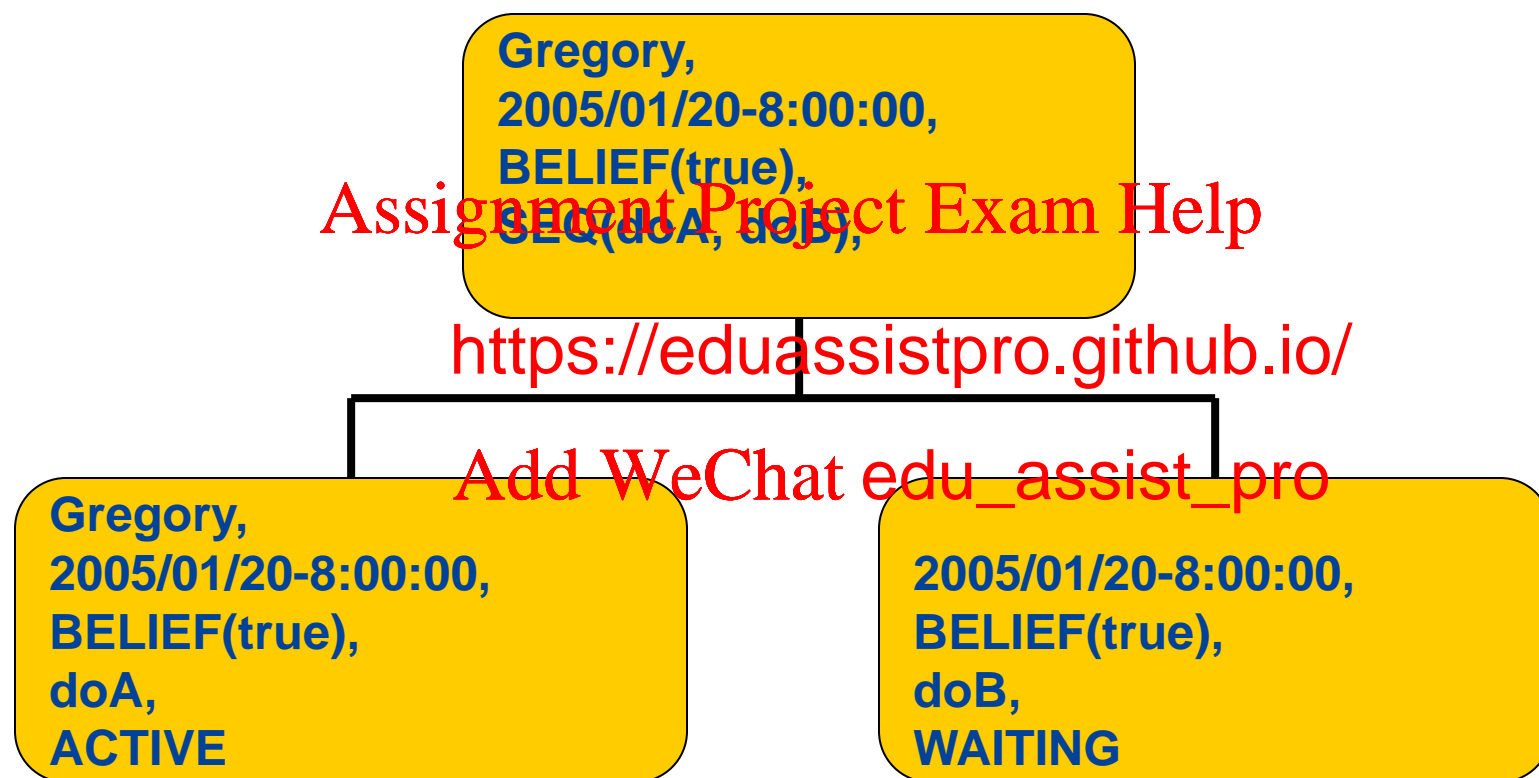 Gregory,
2005/01/20-8:00:00,
BELIEF(true),
SEQ(doA, doB),
Assignment Project Exam Help
https://eduassistpro.github.io/
Add WeChat edu_assist_pro
Gregory,
2005/01/20-8:00:00,
BELIEF(true),
doA,
ACTIVE
2005/01/20-8:00:00,
BELIEF(true),
doB,
WAITING